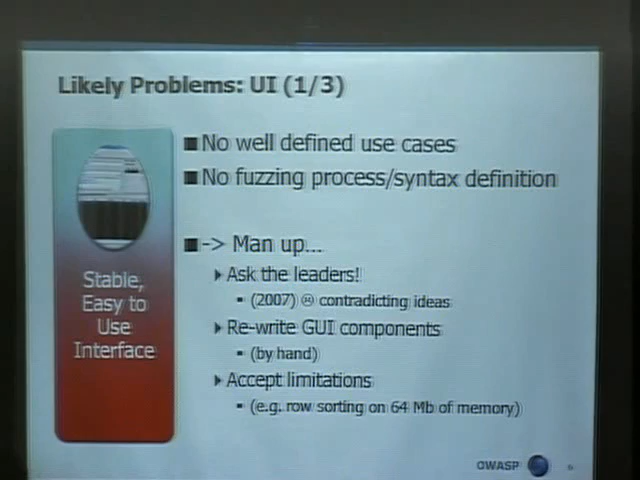 Likely Problems: UI (1/3)
No well defined use cases
No fuzzing process/syntax definition
-> Man up...
Ask the leaders!
(2007) ☹ contradicting ideas
Re-write GUI components
(by hand)
Accept limitations
(e.g. row sorting on 64 Mb of memory)
Stable,
Easy to
Use
Interface
OWASP
6